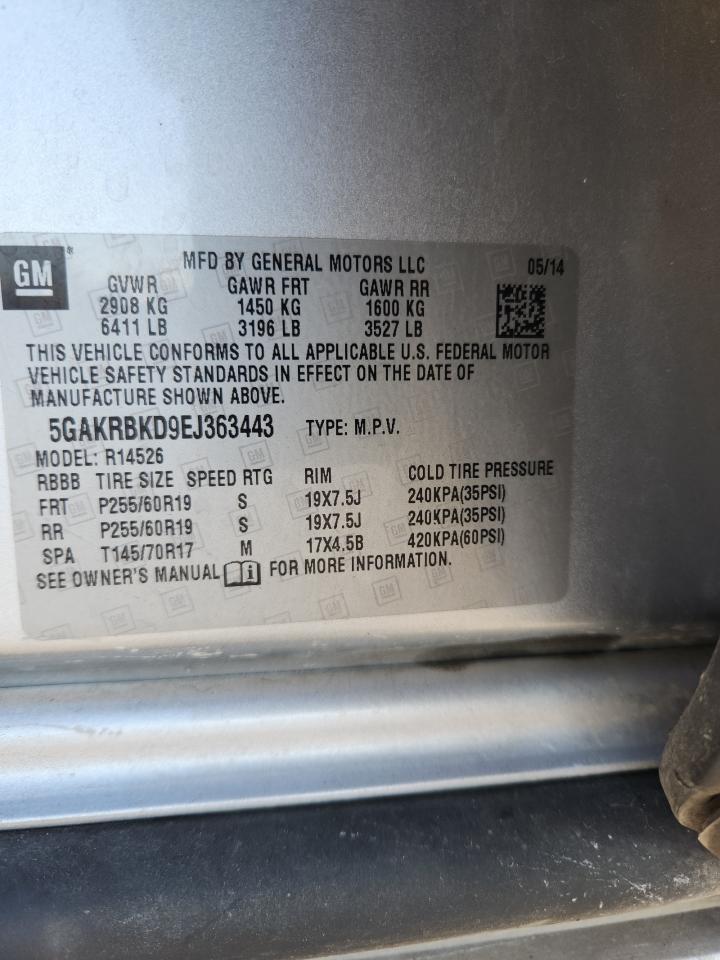 GM
MFD BY GENERAL MOTORS LLC 05/14
GVWR GAWR FRT GAWR RR
2908 KG 1450 KG 1600 KG
6411 LB 3196 LB 3527 LB
THIS VEHICLE CONFORMS TO ALL APPLICABLE U.S. FEDERAL MOTOR
VEHICLE SAFETY STANDARDS IN EFFECT ON THE DATE OF
MANUFACTURE SHOWN ABOVE.
5GAKRBKD9EJ363443 TYPE: M.P.V.
MODEL: R14526
RBBB TIRE SIZE SPEED RTG RIM COLD TIRE PRESSURE
FRT P255/60R19 S 19X7.5J 240KPA(35PSI)
RR P255/60R19 S 19X7.5J 240KPA(35PSI)
SPA T145/70R17 M 17X4.5B 420KPA(60PSI)
SEE OWNER'S MANUAL i FOR MORE INFORMATION.